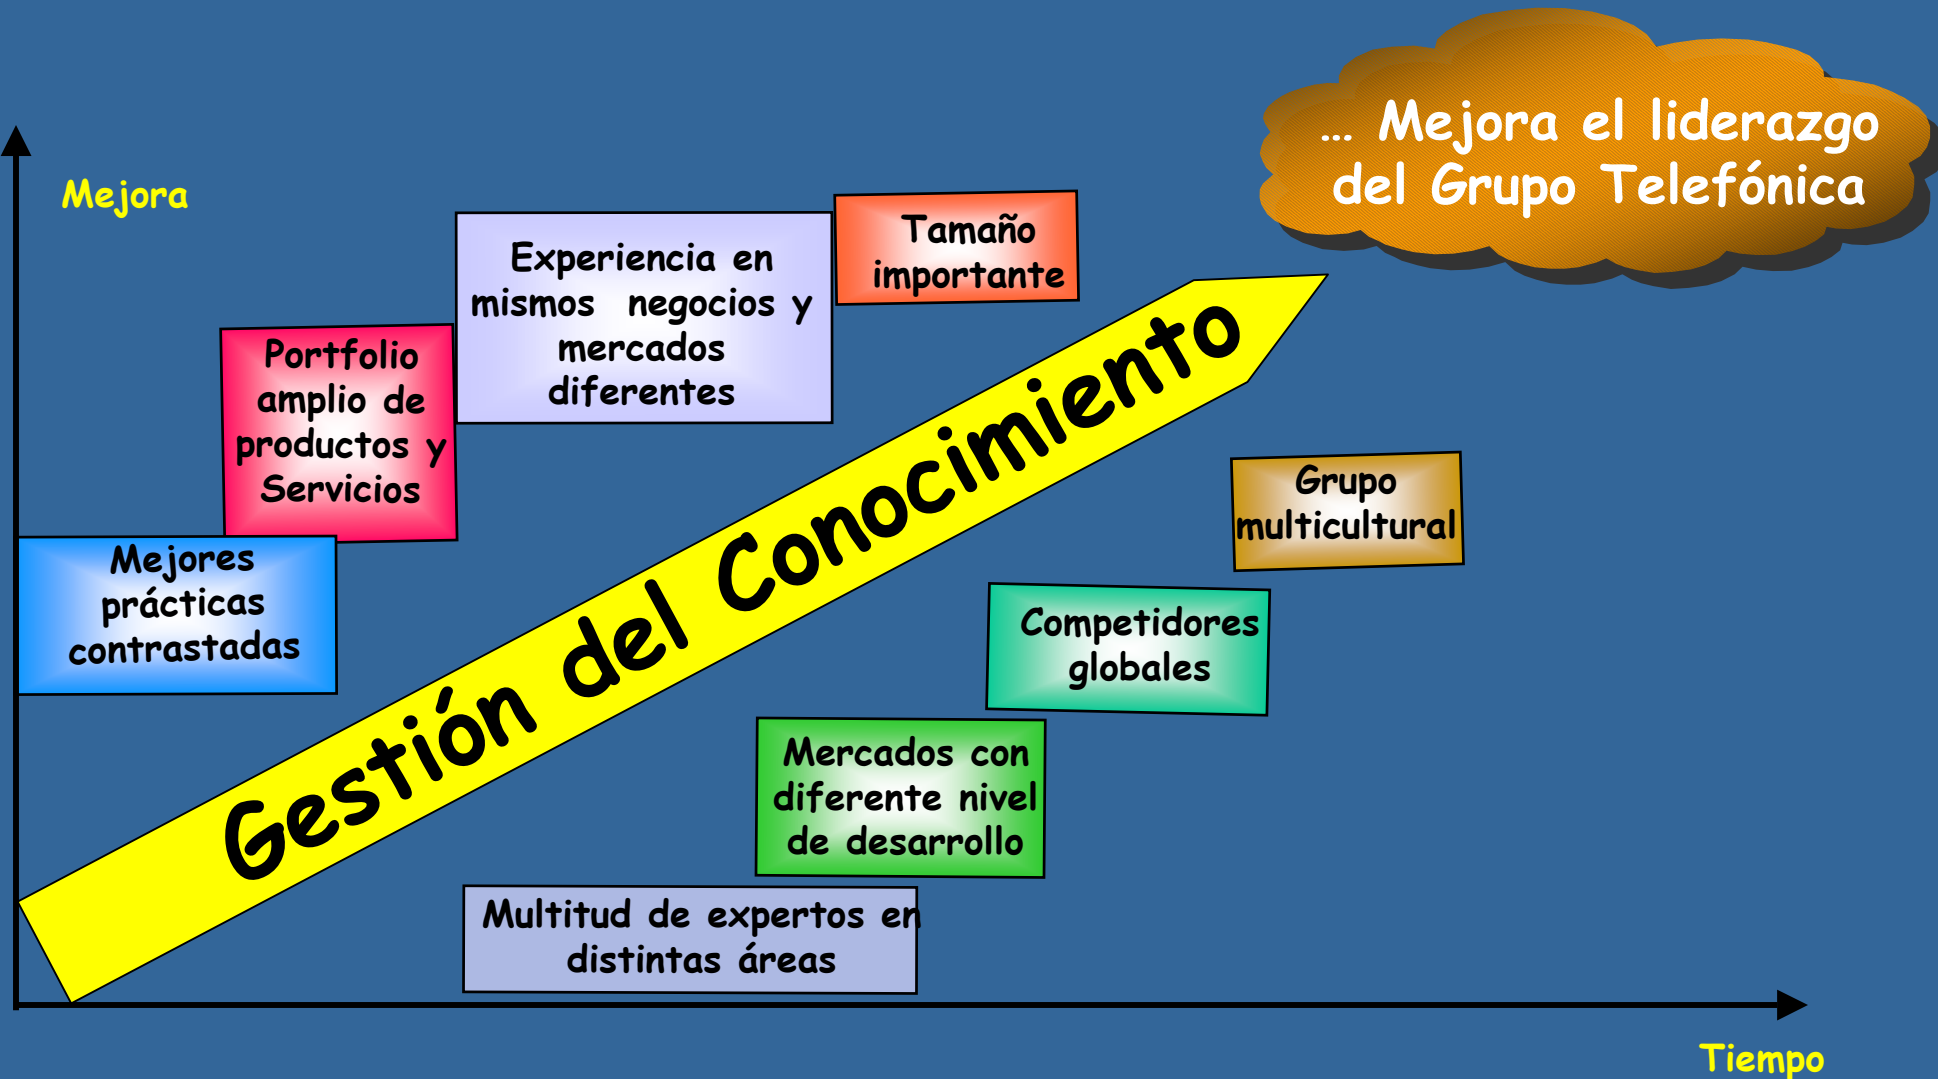 ... Mejora el liderazgo
del Grupo Telefónica
Mejora
Tamaño
importante
Experiencia en
mismos negocios y
mercados
diferentes
Portfolio
amplio de
productos y
Servicios
Mejores
prácticas
contrastadas
Gestión del Conocimiento
Grupo
multicultural
Competidores
globales
Mercados con
diferente nivel
de desarrollo
Multitud de expertos en
distintas áreas
Tiempo